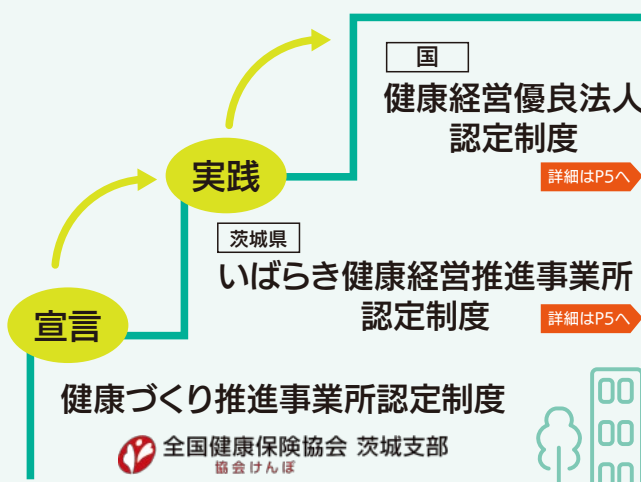 国
健康経営優良法人
認定制度
詳細はP5へ
実践
茨城県
いばらき健康経営推進事業所
認定制度
詳細はP5へ
宣言
健康づくり推進事業所認定制度
全国健康保険協会 茨城支部
協会けんぽ